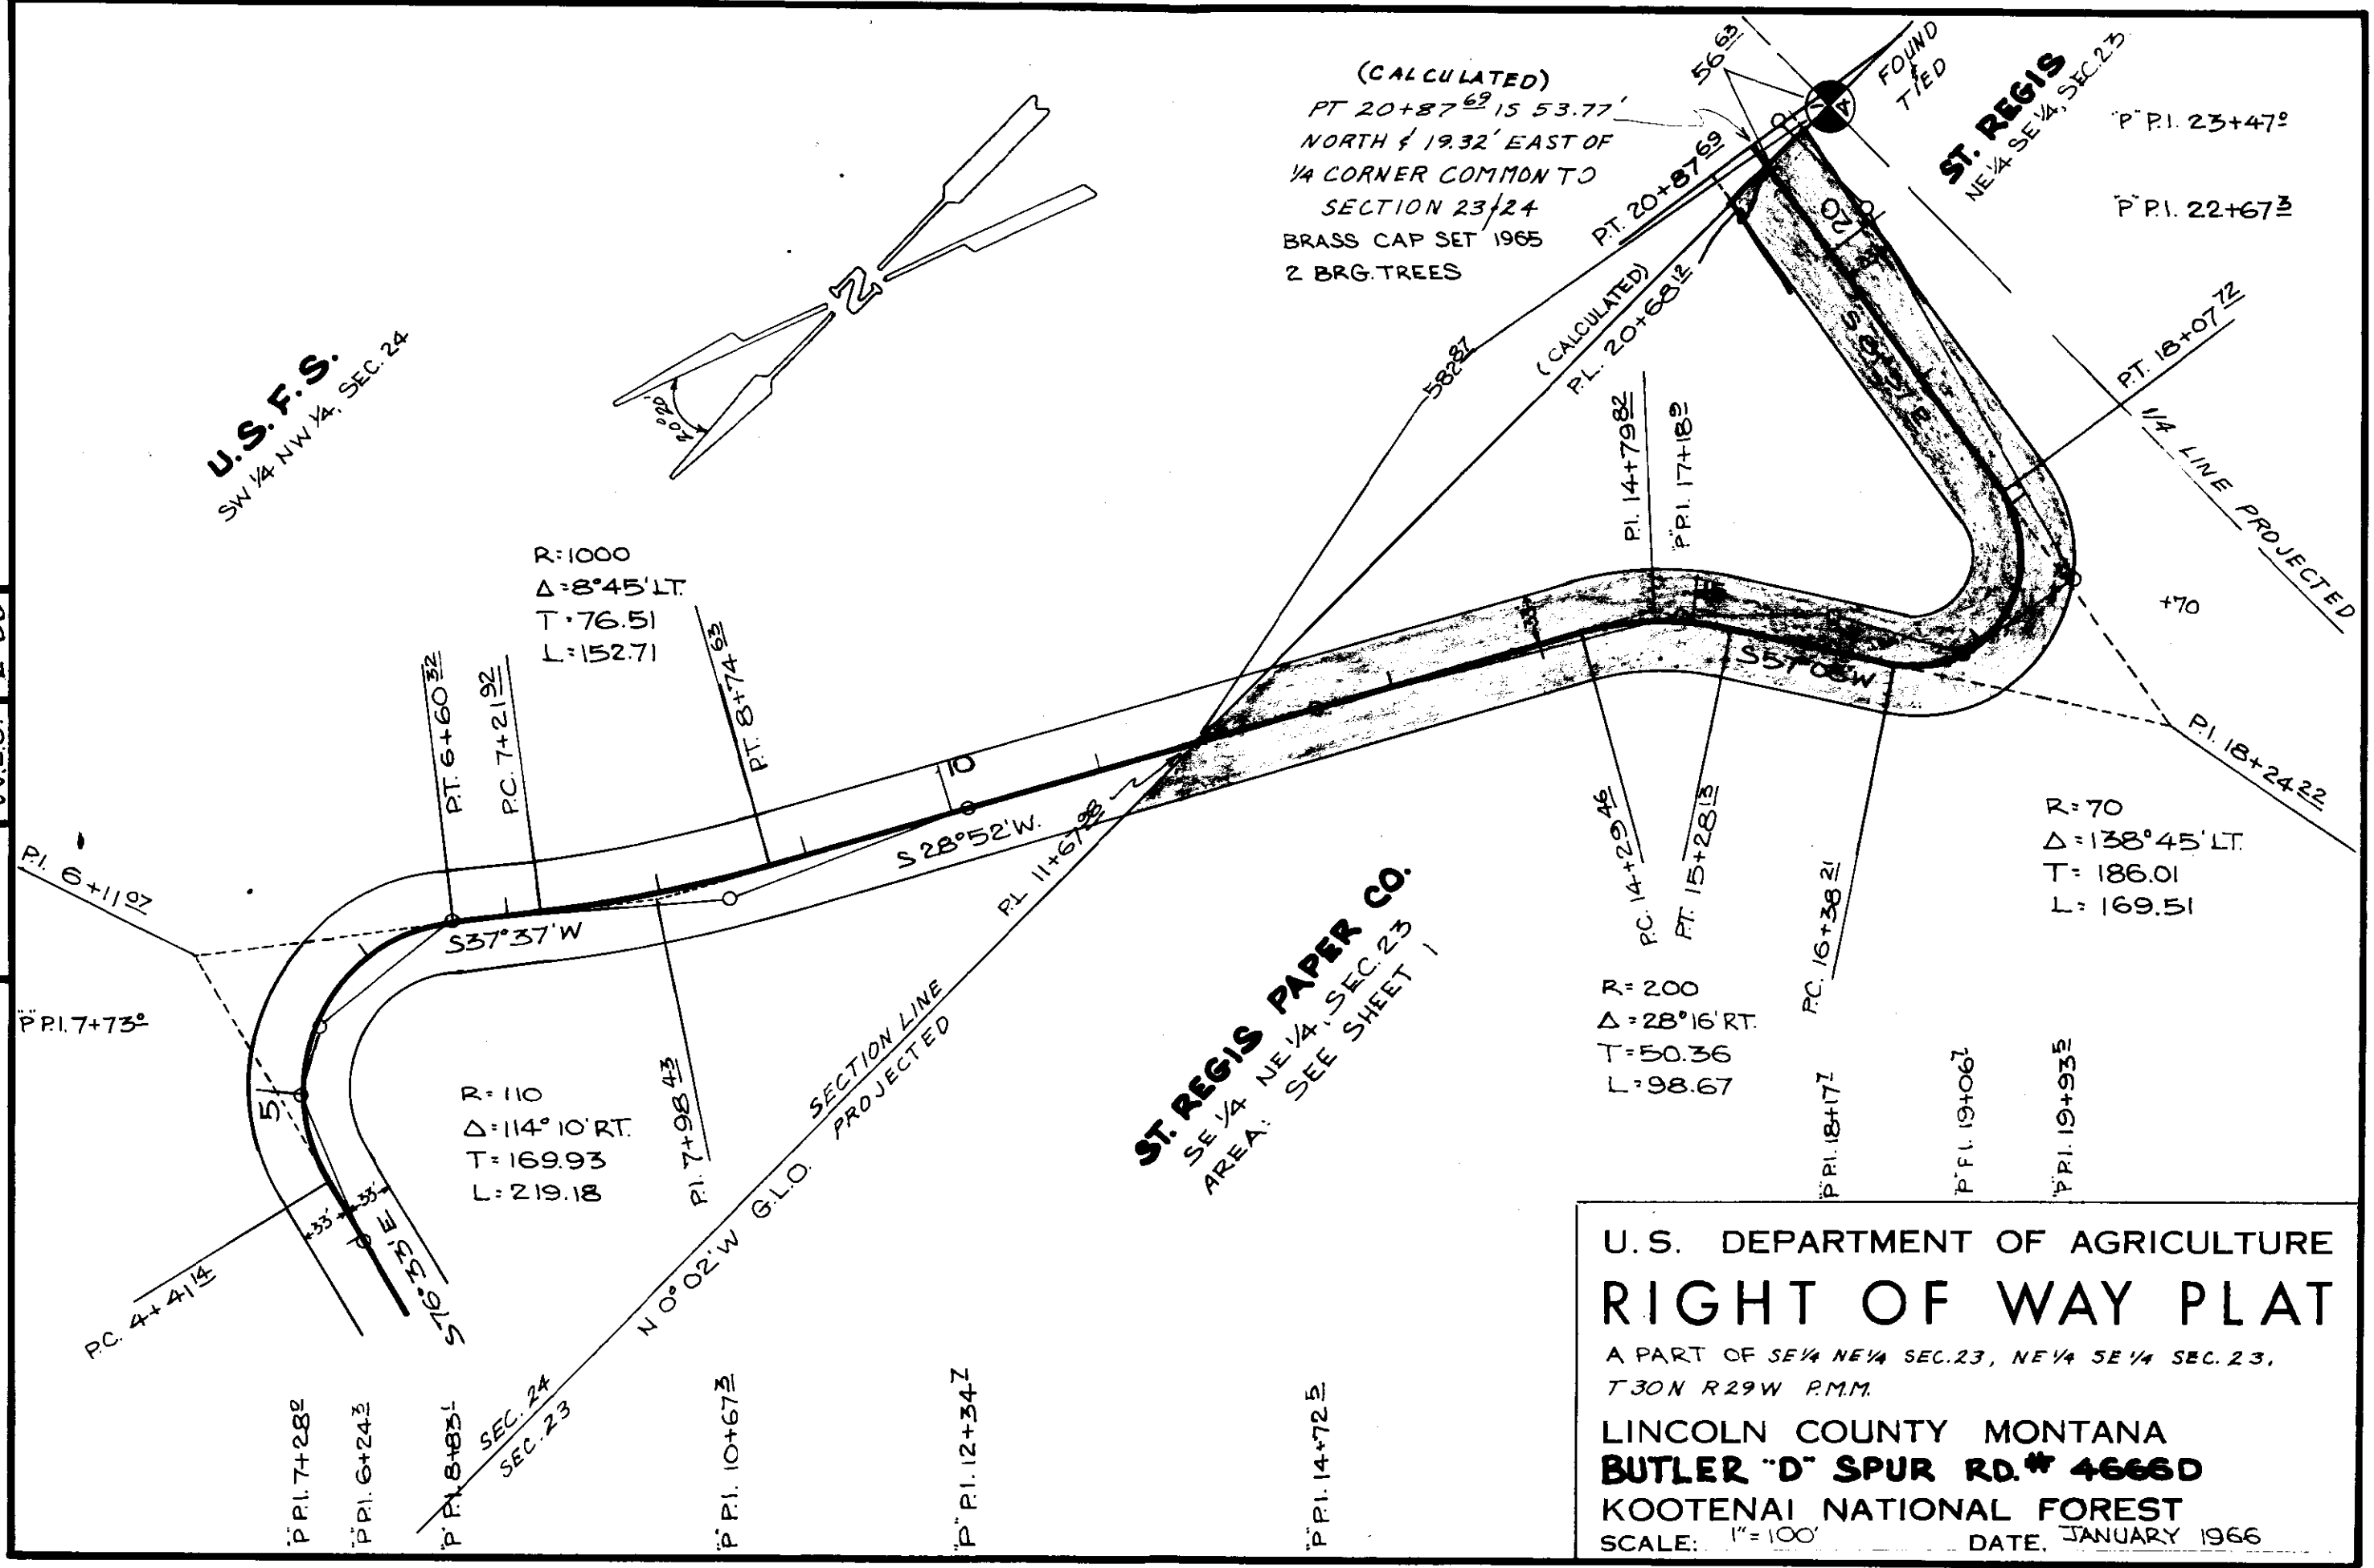 (CALCULATED)
PT 20+87 69 IS 53.77'
NORTH & 19.32' EAST OF
1/4 CORNER COMMON TO
SECTION 23/24
BRASS CAP SET 1965
2 BRG. TREES
56 63
FOUND
TIED
ST. REGIS
NE 1/4 SE 1/4, SEC. 23
"P" P.I. 23+47 0
"P" P.I. 22+67 3
P.T. 20+87 69
(CALCULATED)
P.L. 20+68 12
582 87
20
P.T. 18+07 72
1/4 LINE PROJECTED
+70
P.I. 18+24 22
N
20°20'
U.S.F.S.
SW 1/4 NW 1/4, SEC. 24
R=1000
Δ=8°45' LT.
T=76.51
L=152.71
P.T. 6+60 32
P.C. 7+21 92
P.T. 8+74 63
10
P.I. 14+79 82
"P" P.I. 17+18 9
33'
15
S57°08'W
S28°52'W.
P.L. 11+67 98
S37°37'W
P.I. 6+11 07
"P" P.I. 7+73 0
5
33' 33'
S76°33'E
P.C. 4+41 14
R=110
Δ=114°10' RT.
T=169.93
L=219.18
P.I. 7+98 43
SECTION LINE
PROJECTED
N 0°02'W G.L.O.
SEC. 24
SEC. 23
ST. REGIS PAPER CO.
SE 1/4 NE 1/4, SEC. 23
AREA: SEE SHEET 1
P.C. 14+29 46
P.T. 15+28 13
P.C. 16+38 21
R=200
Δ=28°16' RT.
T=50.36
L=98.67
R=70
Δ=138°45' LT.
T=186.01
L=169.51
"P" P.I. 18+17 7
"P" P.I. 19+06 7
"P" P.I. 19+93 5
"P" P.I. 7+28 0
"P" P.I. 6+24 3
"P" P.I. 8+83 1
"P" P.I. 10+67 3
"P" P.I. 12+34 7
"P" P.I. 14+72 5
U.S. DEPARTMENT OF AGRICULTURE
RIGHT OF WAY PLAT
A PART OF SE 1/4 NE 1/4 SEC. 23, NE 1/4 SE 1/4 SEC. 23,
T 30 N R 29 W P.M.M.
LINCOLN COUNTY MONTANA
BUTLER "D" SPUR RD. # 4666D
KOOTENAI NATIONAL FOREST
SCALE: 1"=100' DATE, JANUARY 1966